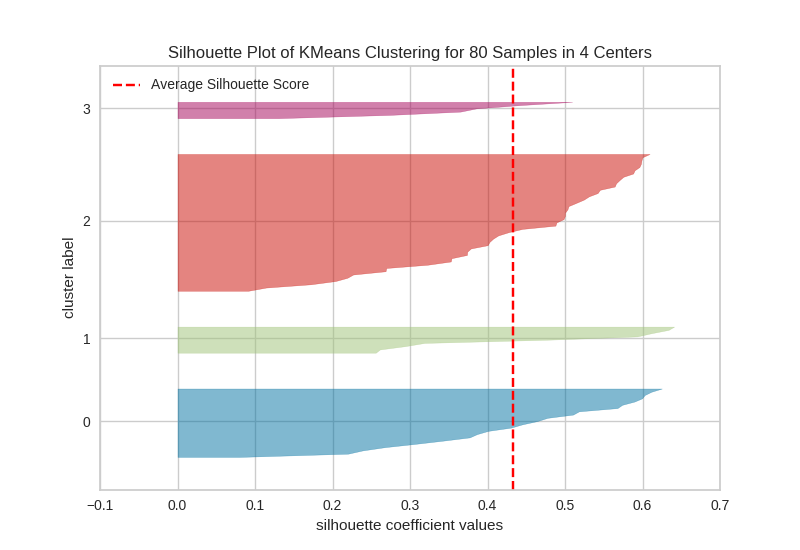 Silhouette Plot of KMeans Clustering for 80 Samples in 4 Centers
Average Silhouette Score
3
2
1
0
cluster label
−0.1 0.0 0.1 0.2 0.3 0.4 0.5 0.6 0.7
silhouette coefficient values